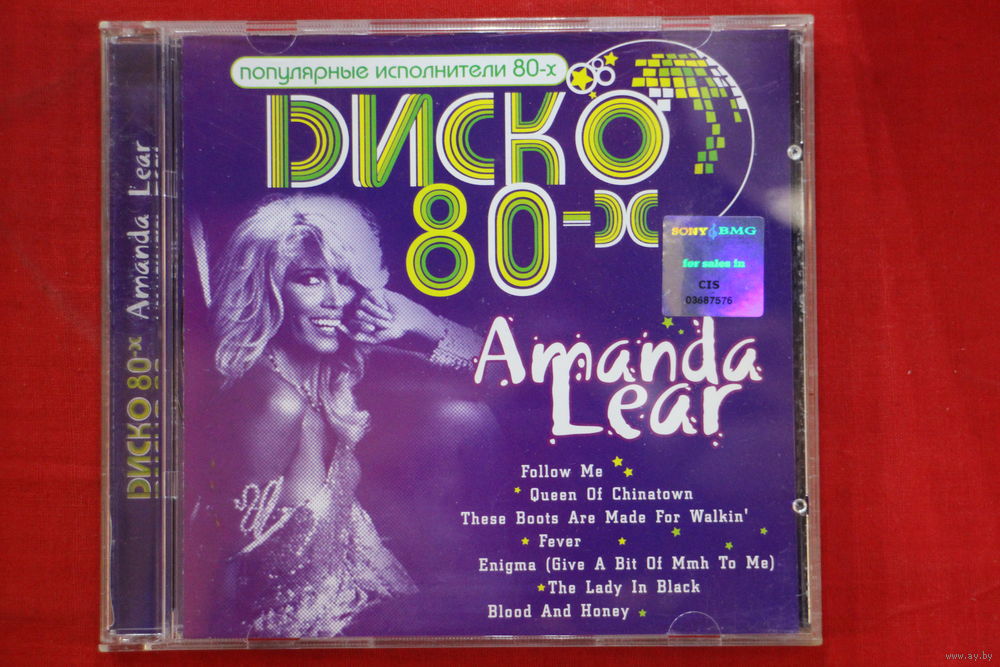 популярные исполнители 80-х
ДИСКО
80-х
SONY BMG
for sales in
CIS
03687576
Amanda
Lear
Follow Me
Queen Of Chinatown
These Boots Are Made For Walkin'
Fever
Enigma (Give A Bit Of Mmh To Me)
The Lady In Black
Blood And Honey
ДИСКО 80-х Amanda Lear
www.ay.by